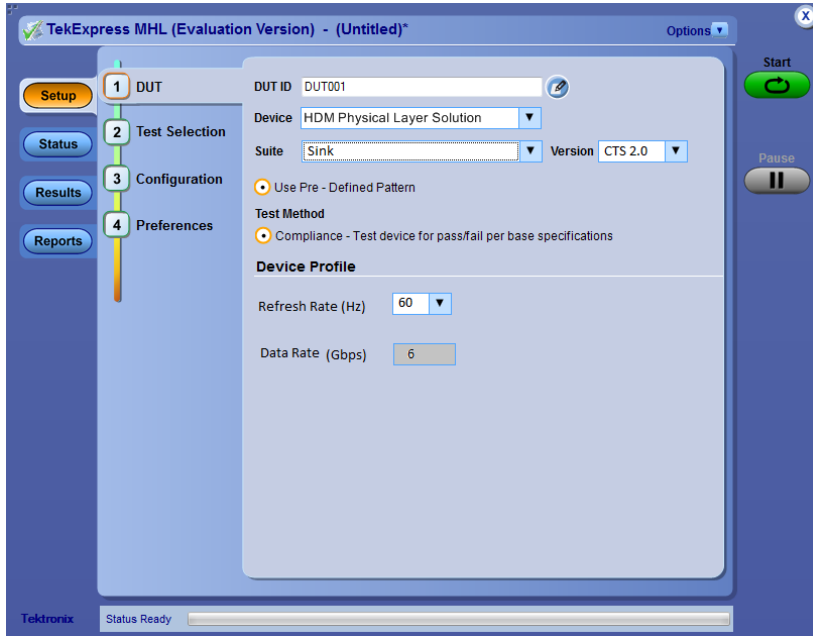 TekExpress MHL (Evaluation Version) - (Untitled)*
Options
X
Start
Pause
Setup
Status
Results
Reports
1 DUT
2 Test Selection
3 Configuration
4 Preferences
DUT ID DUT001
Device HDM Physical Layer Solution
Suite Sink Version CTS 2.0
Use Pre - Defined Pattern
Test Method
Compliance - Test device for pass/fail per base specifications
Device Profile
Refresh Rate (Hz) 60
Data Rate (Gbps) 6
Tektronix Status Ready